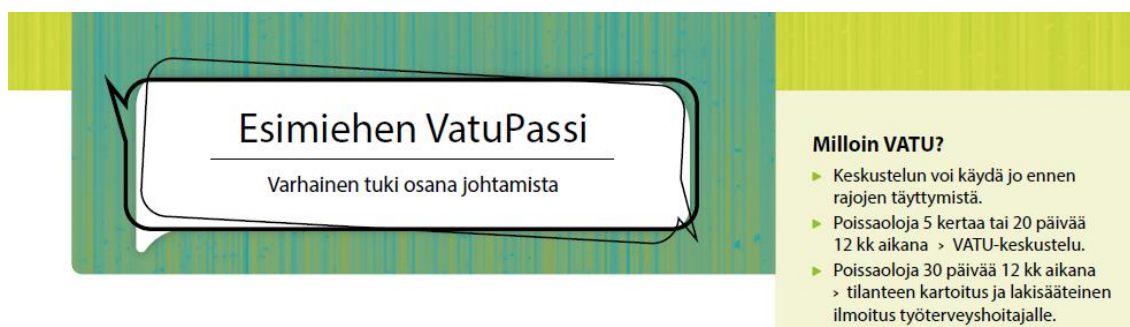 Esimiehen VatuPassi
Varhainen tuki osana johtamista
Milloin VATU?
► Keskustelun voi käydä jo ennen
rajojen täyttymistä.
► Poissaoloja 5 kertaa tai 20 päivää
12 kk aikana › VATU-keskustelu.
► Poissaoloja 30 päivää 12 kk aikana
› tilanteen kartoitus ja lakisääteinen
ilmoitus työterveyshoitajalle.